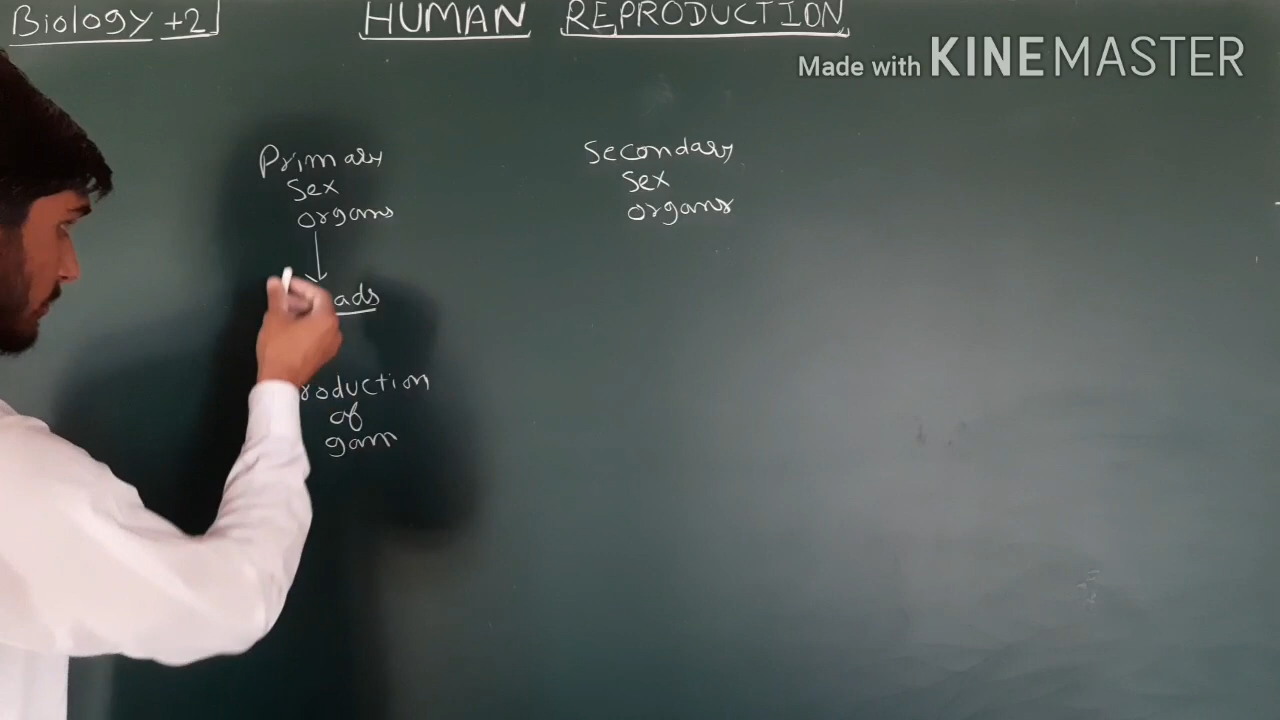 Biology +2
HUMAN REPRODUCTION
Made with KINEMASTER
Primary
Sex
organs
Secondary
Sex
organs
ads
roduction
of
gam